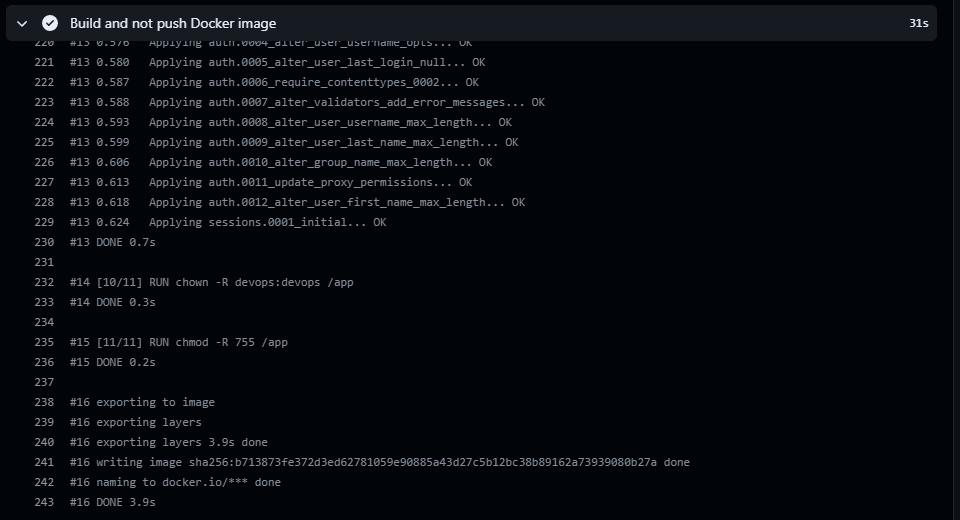 Build and not push Docker image 31s
220 #13 0.576 Applying auth.0004_alter_user_username_opts... OK
221 #13 0.580 Applying auth.0005_alter_user_last_login_null... OK
222 #13 0.587 Applying auth.0006_require_contenttypes_0002... OK
223 #13 0.588 Applying auth.0007_alter_validators_add_error_messages... OK
224 #13 0.593 Applying auth.0008_alter_user_username_max_length... OK
225 #13 0.599 Applying auth.0009_alter_user_last_name_max_length... OK
226 #13 0.606 Applying auth.0010_alter_group_name_max_length... OK
227 #13 0.613 Applying auth.0011_update_proxy_permissions... OK
228 #13 0.618 Applying auth.0012_alter_user_first_name_max_length... OK
229 #13 0.624 Applying sessions.0001_initial... OK
230 #13 DONE 0.7s
231
232 #14 [10/11] RUN chown -R devops:devops /app
233 #14 DONE 0.3s
234
235 #15 [11/11] RUN chmod -R 755 /app
236 #15 DONE 0.2s
237
238 #16 exporting to image
239 #16 exporting layers
240 #16 exporting layers 3.9s done
241 #16 writing image sha256:b713873fe372d3ed62781059e90885a43d27c5b12bc38b89162a73939080b27a done
242 #16 naming to docker.io/*** done
243 #16 DONE 3.9s